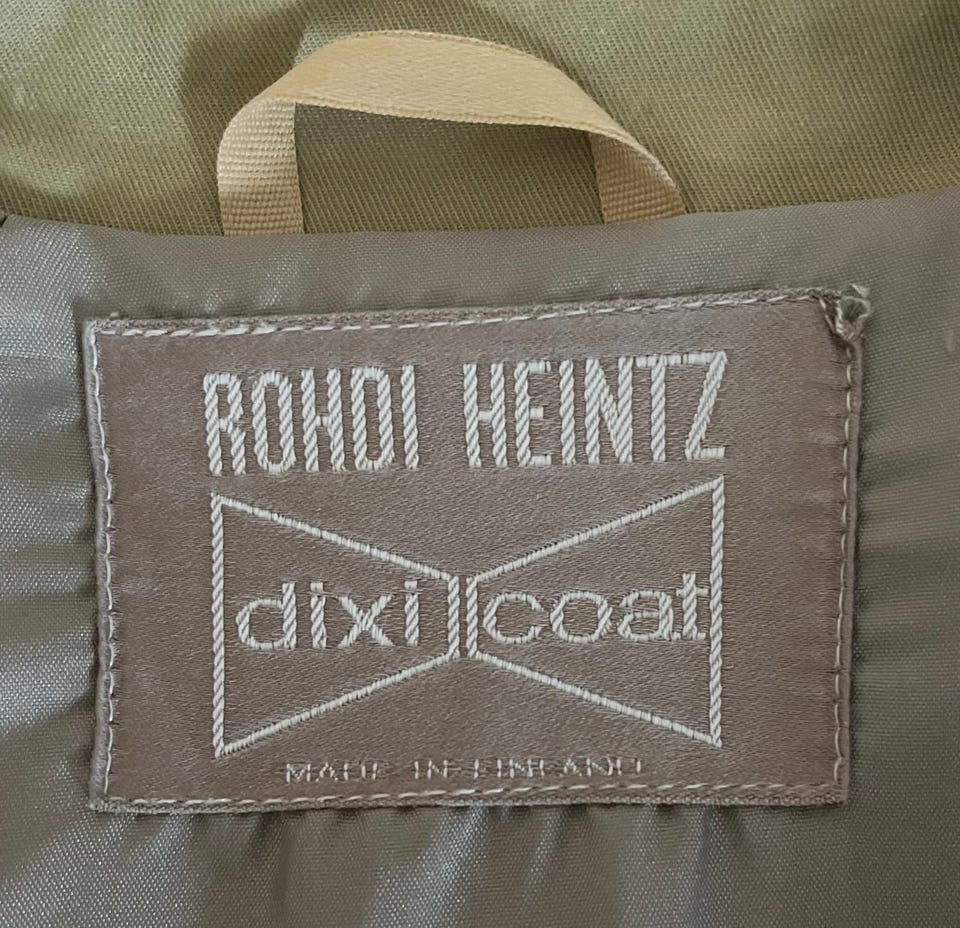 ROHDI HEINTZ
dixi coat
MADE IN FINLAND